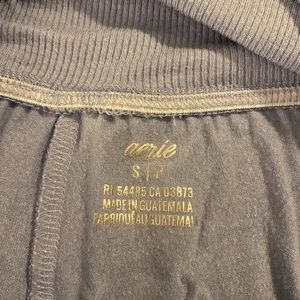 aerie
S | P
RN 54485 CA 03873
MADE IN GUATEMALA
FABRIQUÉ AU GUATEMALA